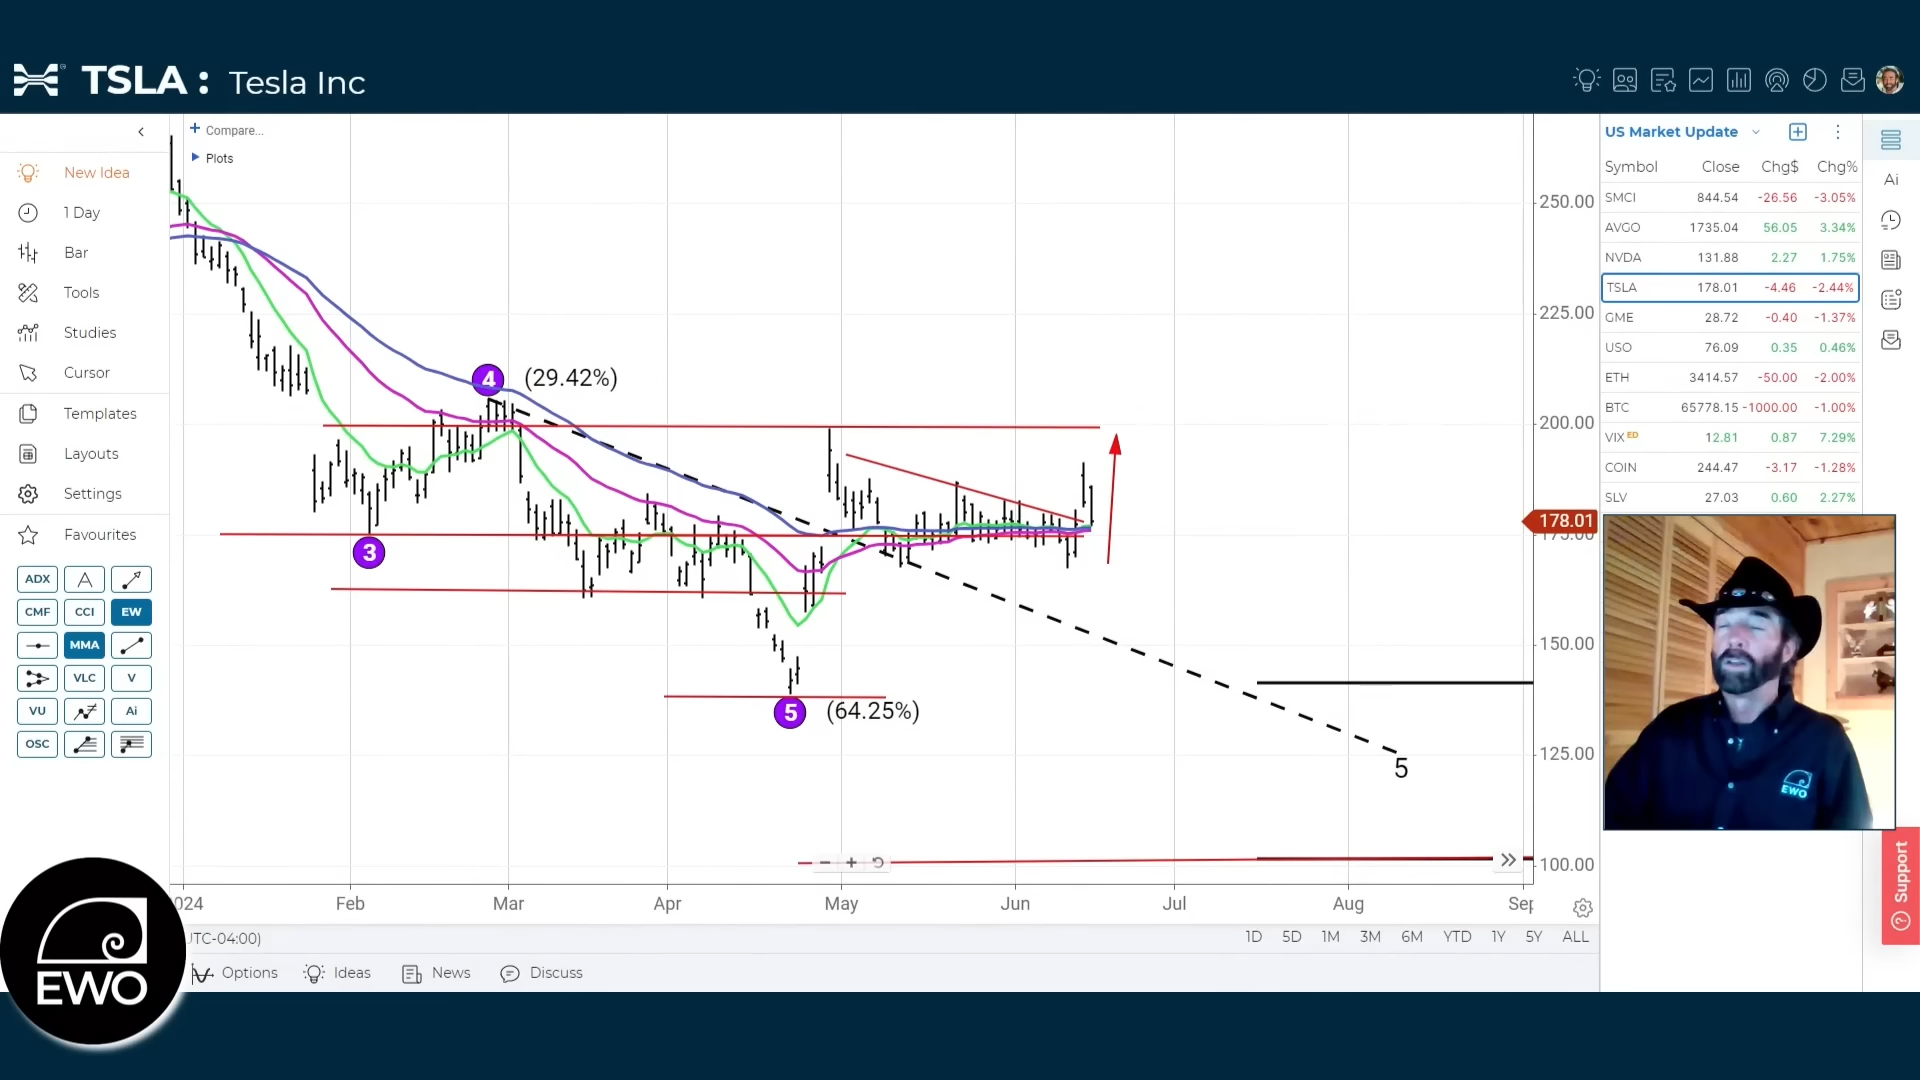 TSLA : Tesla Inc
Compare...
Plots
New Idea
1 Day
Bar
Tools
Studies
Cursor
Templates
Layouts
Settings
Favourites
ADX
CMF CCI EW
MMA
VLC V
VU Ai
OSC
4 (29.42%)
3
5 (64.25%)
5
250.00
225.00
200.00
178.01
175.00
150.00
125.00
100.00
2024 Feb Mar Apr May Jun Jul Aug Sep
UTC-04:00)
1D 5D 1M 3M 6M YTD 1Y 5Y ALL
Options Ideas News Discuss
US Market Update
Symbol Close Chg$ Chg%
SMCI 844.54 -26.56 -3.05%
AVGO 1735.04 56.05 3.34%
NVDA 131.88 2.27 1.75%
TSLA 178.01 -4.46 -2.44%
GME 28.72 -0.40 -1.37%
USO 76.09 0.35 0.46%
ETH 3414.57 -50.00 -2.00%
BTC 65778.15 -1000.00 -1.00%
VIX ED 12.81 0.87 7.29%
COIN 244.47 -3.17 -1.28%
SLV 27.03 0.60 2.27%
Ai
EWO
Support
EWO